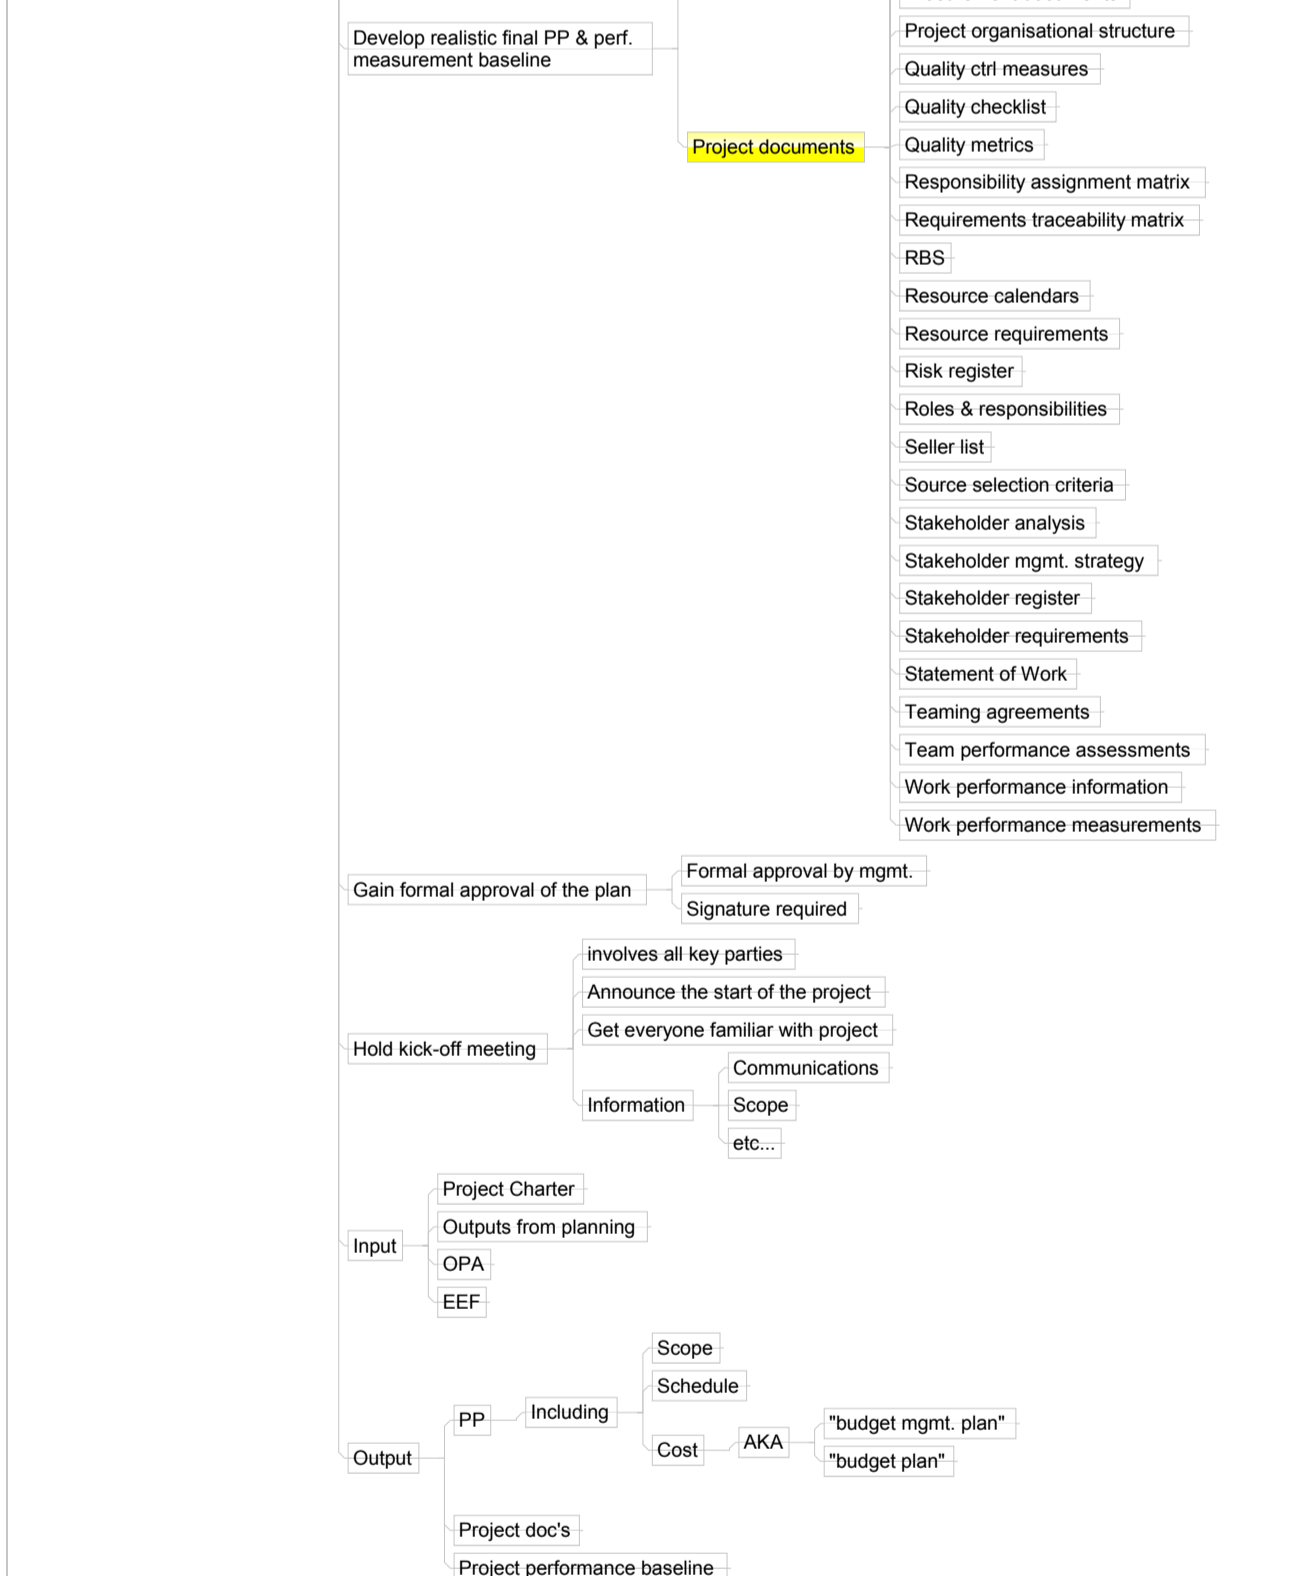 Develop realistic final PP & perf.
measurement baseline
Project documents
Project organisational structure
Quality ctrl measures
Quality checklist
Quality metrics
Responsibility assignment matrix
Requirements traceability matrix
RBS
Resource calendars
Resource requirements
Risk register
Roles & responsibilities
Seller list
Source selection criteria
Stakeholder analysis
Stakeholder mgmt. strategy
Stakeholder register
Stakeholder requirements
Statement of Work
Teaming agreements
Team performance assessments
Work performance information
Work performance measurements
Gain formal approval of the plan
Formal approval by mgmt.
Signature required
Hold kick-off meeting
involves all key parties
Announce the start of the project
Get everyone familiar with project
Information
Communications
Scope
etc...
Input
Project Charter
Outputs from planning
OPA
EEF
Output
PP
Including
Scope
Schedule
Cost
AKA
"budget mgmt. plan"
"budget plan"
Project doc's
Project performance baseline